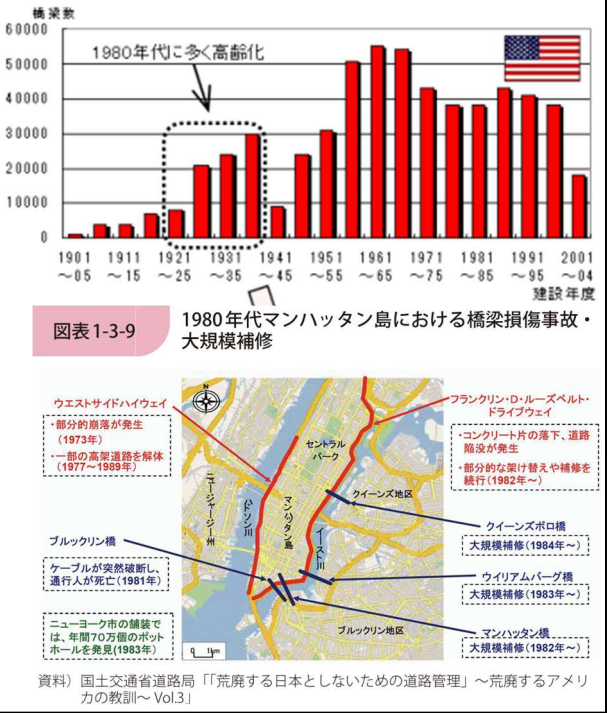 橋梁数
60000
50000
40000
30000
20000
10000
0
1980年代に多く高齢化
1901 1911 1921 1931 1941 1951 1961 1971 1981 1991 2001
～05 ～15 ～25 ～35 ～45 ～55 ～65 ～75 ～85 ～95 ～04
建設年度
図表1-3-9
1980年代マンハッタン島における橋梁損傷事故・
大規模補修
ウエストサイドハイウェイ
・部分的崩落が発生
（1973年）
・一部の高架道路を解体
（1977～1989年）
フランクリン・D・ルーズベルト・
ドライブウェイ
・コンクリート片の落下、道路
陥没が発生
・部分的な架け替えや補修を
続行（1982年～）
N
セントラル
パーク
ニュージャージー州
ハドソン川
マンハッタン島
イースト川
クイーンズ地区
クイーンズボロ橋
大規模補修（1984年～）
ブルックリン橋
ケーブルが突然破断し、
通行人が死亡（1981年）
ウイリアムバーグ橋
大規模補修（1983年～）
ニューヨーク市の舗装で
は、年間70万個のポット
ホールを発見(1983年)
ブルックリン地区
マンハッタン橋
大規模補修（1982年～）
0 1km
資料）国土交通省道路局「「荒廃する日本としないための道路管理」～荒廃するアメリ
カの教訓～ Vol.3」